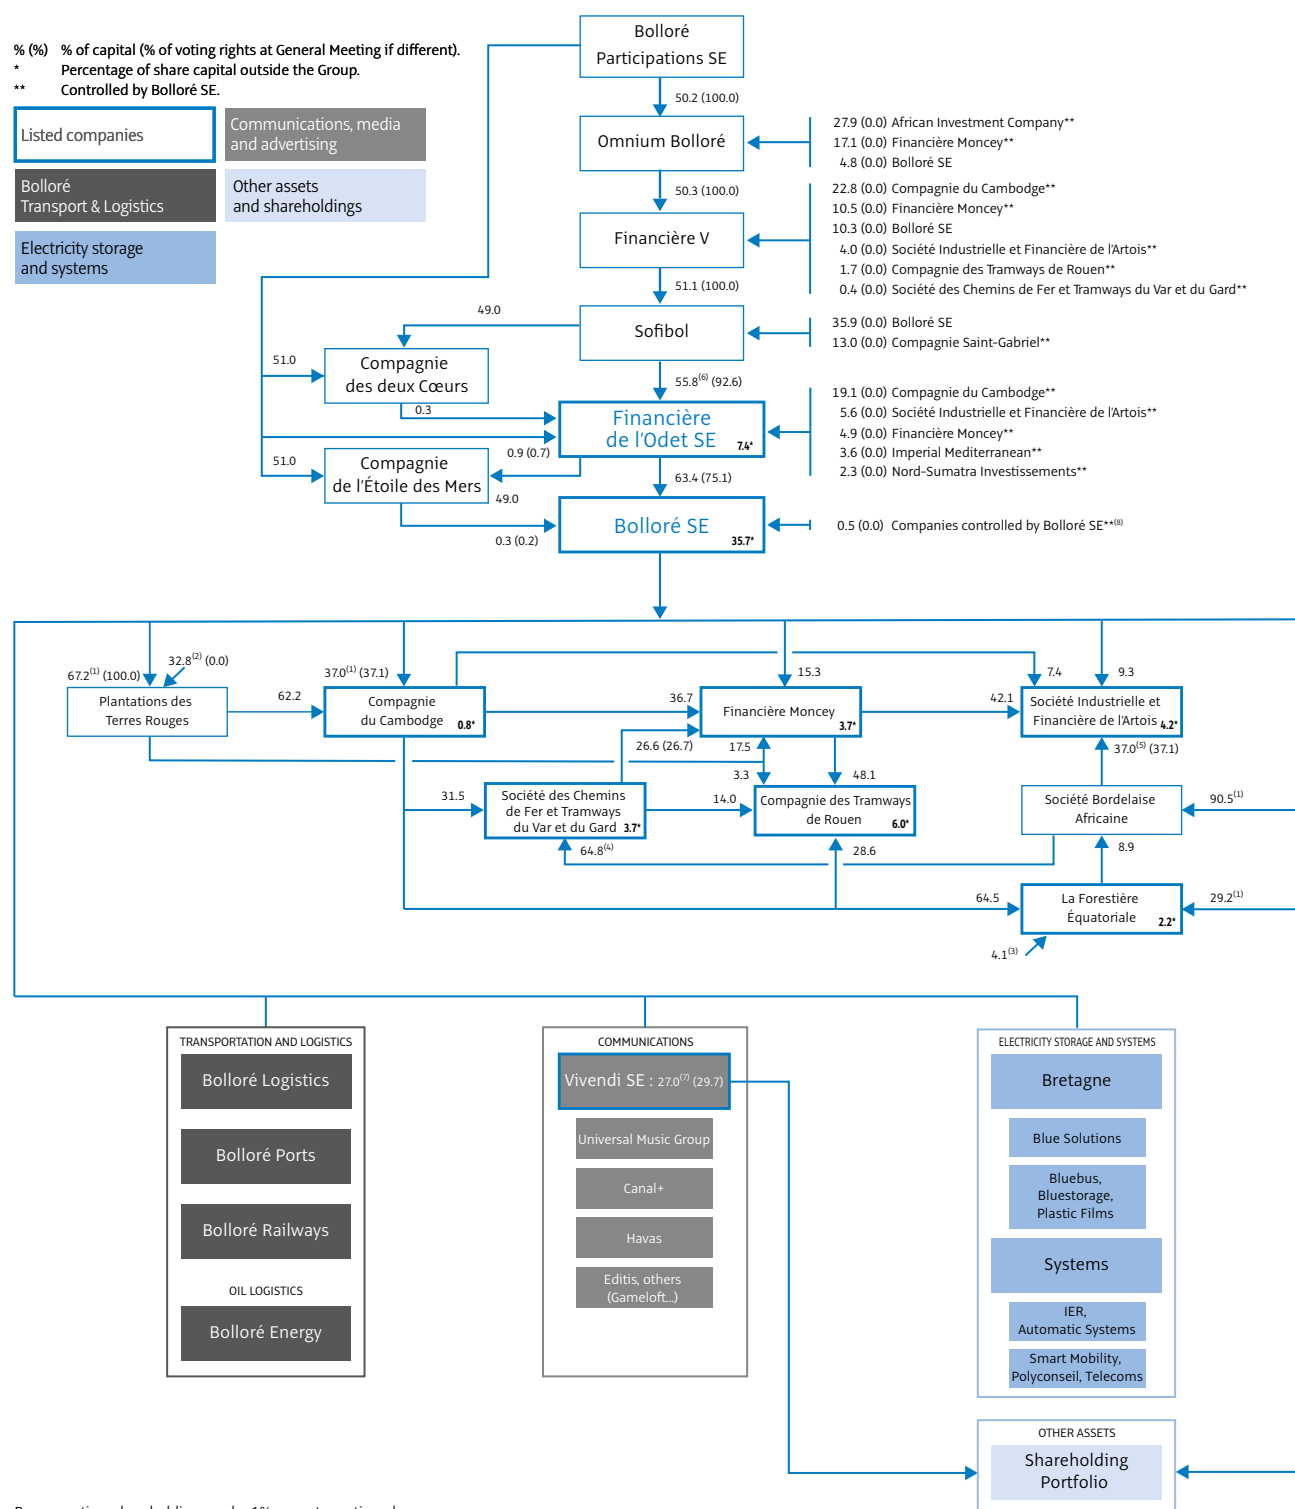 % (%) % of capital (% of voting rights at General Meeting if different).
* Percentage of share capital outside the Group.
** Controlled by Bolloré SE.
Listed companies
Communications, media
and advertising
Bolloré
Transport & Logistics
Other assets
and shareholdings
Electricity storage
and systems
Bolloré
Participations SE
50.2 (100.0)
Omnium Bolloré
27.9 (0.0) African Investment Company**
17.1 (0.0) Financière Moncey**
4.8 (0.0) Bolloré SE
50.3 (100.0)
Financière V
22.8 (0.0) Compagnie du Cambodge**
10.5 (0.0) Financière Moncey**
10.3 (0.0) Bolloré SE
4.0 (0.0) Société Industrielle et Financière de l'Artois**
1.7 (0.0) Compagnie des Tramways de Rouen**
0.4 (0.0) Société des Chemins de Fer et Tramways du Var et du Gard**
51.1 (100.0)
49.0
Sofibol
35.9 (0.0) Bolloré SE
13.0 (0.0) Compagnie Saint-Gabriel**
51.0
Compagnie
des deux Cœurs
55.8(6) (92.6)
0.3
Financière
de l'Odet SE
7.4*
19.1 (0.0) Compagnie du Cambodge**
5.6 (0.0) Société Industrielle et Financière de l'Artois**
4.9 (0.0) Financière Moncey**
3.6 (0.0) Imperial Mediterranean**
2.3 (0.0) Nord-Sumatra Investissements**
0.9 (0.7)
51.0
Compagnie
de l'Étoile des Mers
49.0
63.4 (75.1)
Bolloré SE
35.7*
0.3 (0.2)
0.5 (0.0) Companies controlled by Bolloré SE**(8)
67.2(1) (100.0)
32.8(2) (0.0)
37.0(1) (37.1)
15.3
7.4
9.3
Plantations des
Terres Rouges
62.2
Compagnie
du Cambodge 0.8*
36.7
Financière Moncey
3.7*
42.1
Société Industrielle et
Financière de l'Artois 4.2*
26.6 (26.7)
17.5
37.0(5) (37.1)
3.3
48.1
31.5
Société des Chemins
de Fer et Tramways
du Var et du Gard 3.7*
14.0
Compagnie des Tramways
de Rouen
6.0*
Société Bordelaise
Africaine
90.5(1)
64.8(4)
28.6
8.9
64.5
La Forestière
Équatoriale
2.2*
29.2(1)
4.1(3)
TRANSPORTATION AND LOGISTICS
Bolloré Logistics
Bolloré Ports
Bolloré Railways
OIL LOGISTICS
Bolloré Energy
COMMUNICATIONS
Vivendi SE : 27.0(7) (29.7)
Universal Music Group
Canal+
Havas
Editis, others
(Gameloft...)
ELECTRICITY STORAGE AND SYSTEMS
Bretagne
Blue Solutions
Bluebus,
Bluestorage,
Plastic Films
Systems
IER,
Automatic Systems
Smart Mobility,
Polyconseil, Telecoms
OTHER ASSETS
Shareholding
Portfolio